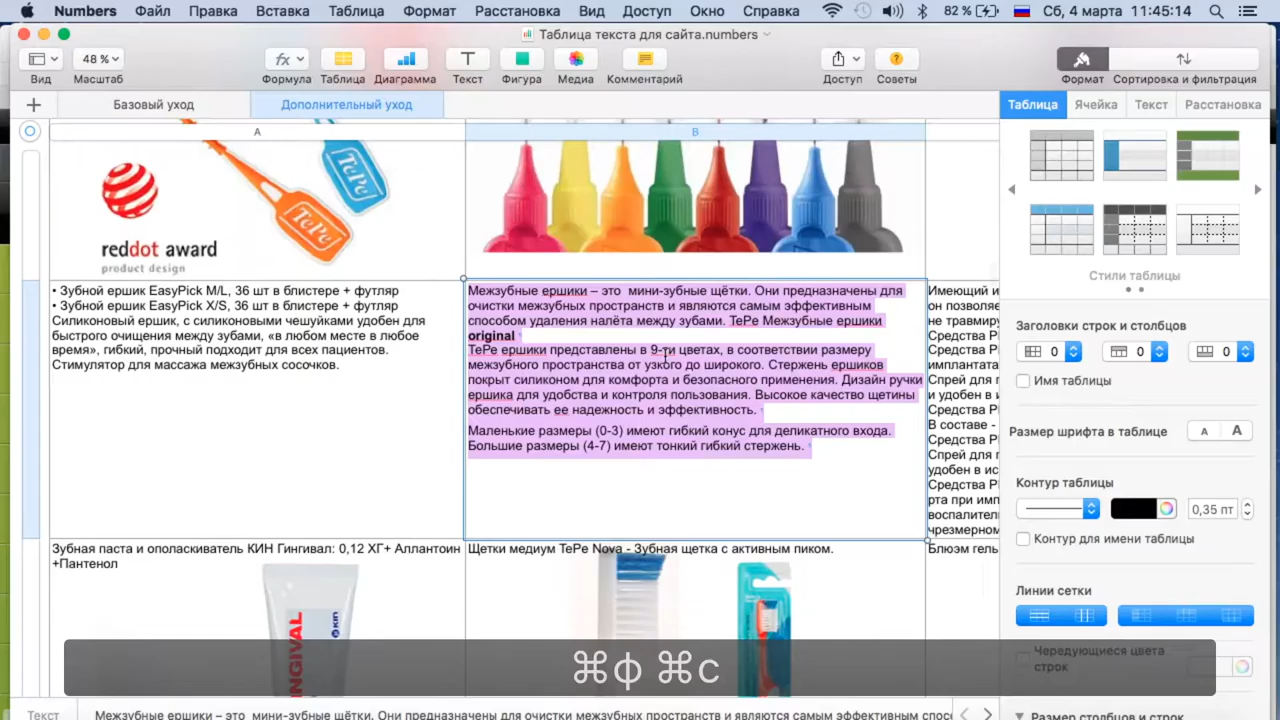 Numbers Файл Правка Вставка Таблица Формат Расстановка Вид Доступ Окно Справка 82 % Сб, 4 марта 11:45:14
Таблица текста для сайта.numbers
48 %
Вид Масштаб Формула Таблица Диаграмма Текст Фигура Медиа Комментарий Доступ Советы Формат Сортировка и фильтрация
Базовый уход Дополнительный уход
Таблица Ячейка Текст Расстановка
A B
TePe
TePe
reddot award
product design
• Зубной ершик EasyPick M/L, 36 шт в блистере + футляр
• Зубной ершик EasyPick X/S, 36 шт в блистере + футляр
Силиконовый ершик, с силиконовыми чешуйками удобен для
быстрого очищения между зубами, «в любом месте в любое
время», гибкий, прочный подходит для всех пациентов.
Стимулятор для массажа межзубных сосочков.
Межзубные ершики – это  мини-зубные щётки. Они предназначены для
очистки межзубных пространств и являются самым эффективным
способом удаления налёта между зубами. TePe Межзубные ершики
original
TePe ершики представлены в 9-ти цветах, в соответствии размеру
межзубного пространства от узкого до широкого. Стержень ершиков
покрыт силиконом для комфорта и безопасного применения. Дизайн ручки
ершика для удобства и контроля пользования. Высокое качество щетины
обеспечивать ее надежность и эффективность.
Маленькие размеры (0-3) имеют гибкий конус для деликатного входа.
Большие размеры (4-7) имеют тонкий гибкий стержень.
Имеющий и
он позволяе
не травмиру
Средства Р
Средства Р
имплантата
Спрей для г
и удобен в и
Средства Р
В составе -
Средства Р
Спрей для г
удобен в ис
Средства Р
рта при имп
воспалител
чрезмерном
Зубная паста и ополаскиватель КИН Гингивал: 0,12 ХГ+ Аллантоин
+Пантенол
Щетки медиум TePe Nova - Зубная щетка с активным пиком.
Блюэм гель
NGIVAL
KIN
Стили таблицы
Заголовки строк и столбцов
0 0 0
Имя таблицы
Размер шрифта в таблице A A
Контур таблицы
0,35 пт
Контур для имени таблицы
Линии сетки
Чередующиеся цвета
строк
Размер столбцов и строк
⌘ф ⌘с
Текст Межзубные ершики – это  мини-зубные щётки. Они предназначены для очистки межзубных пространств и являются самым эффективным спосо